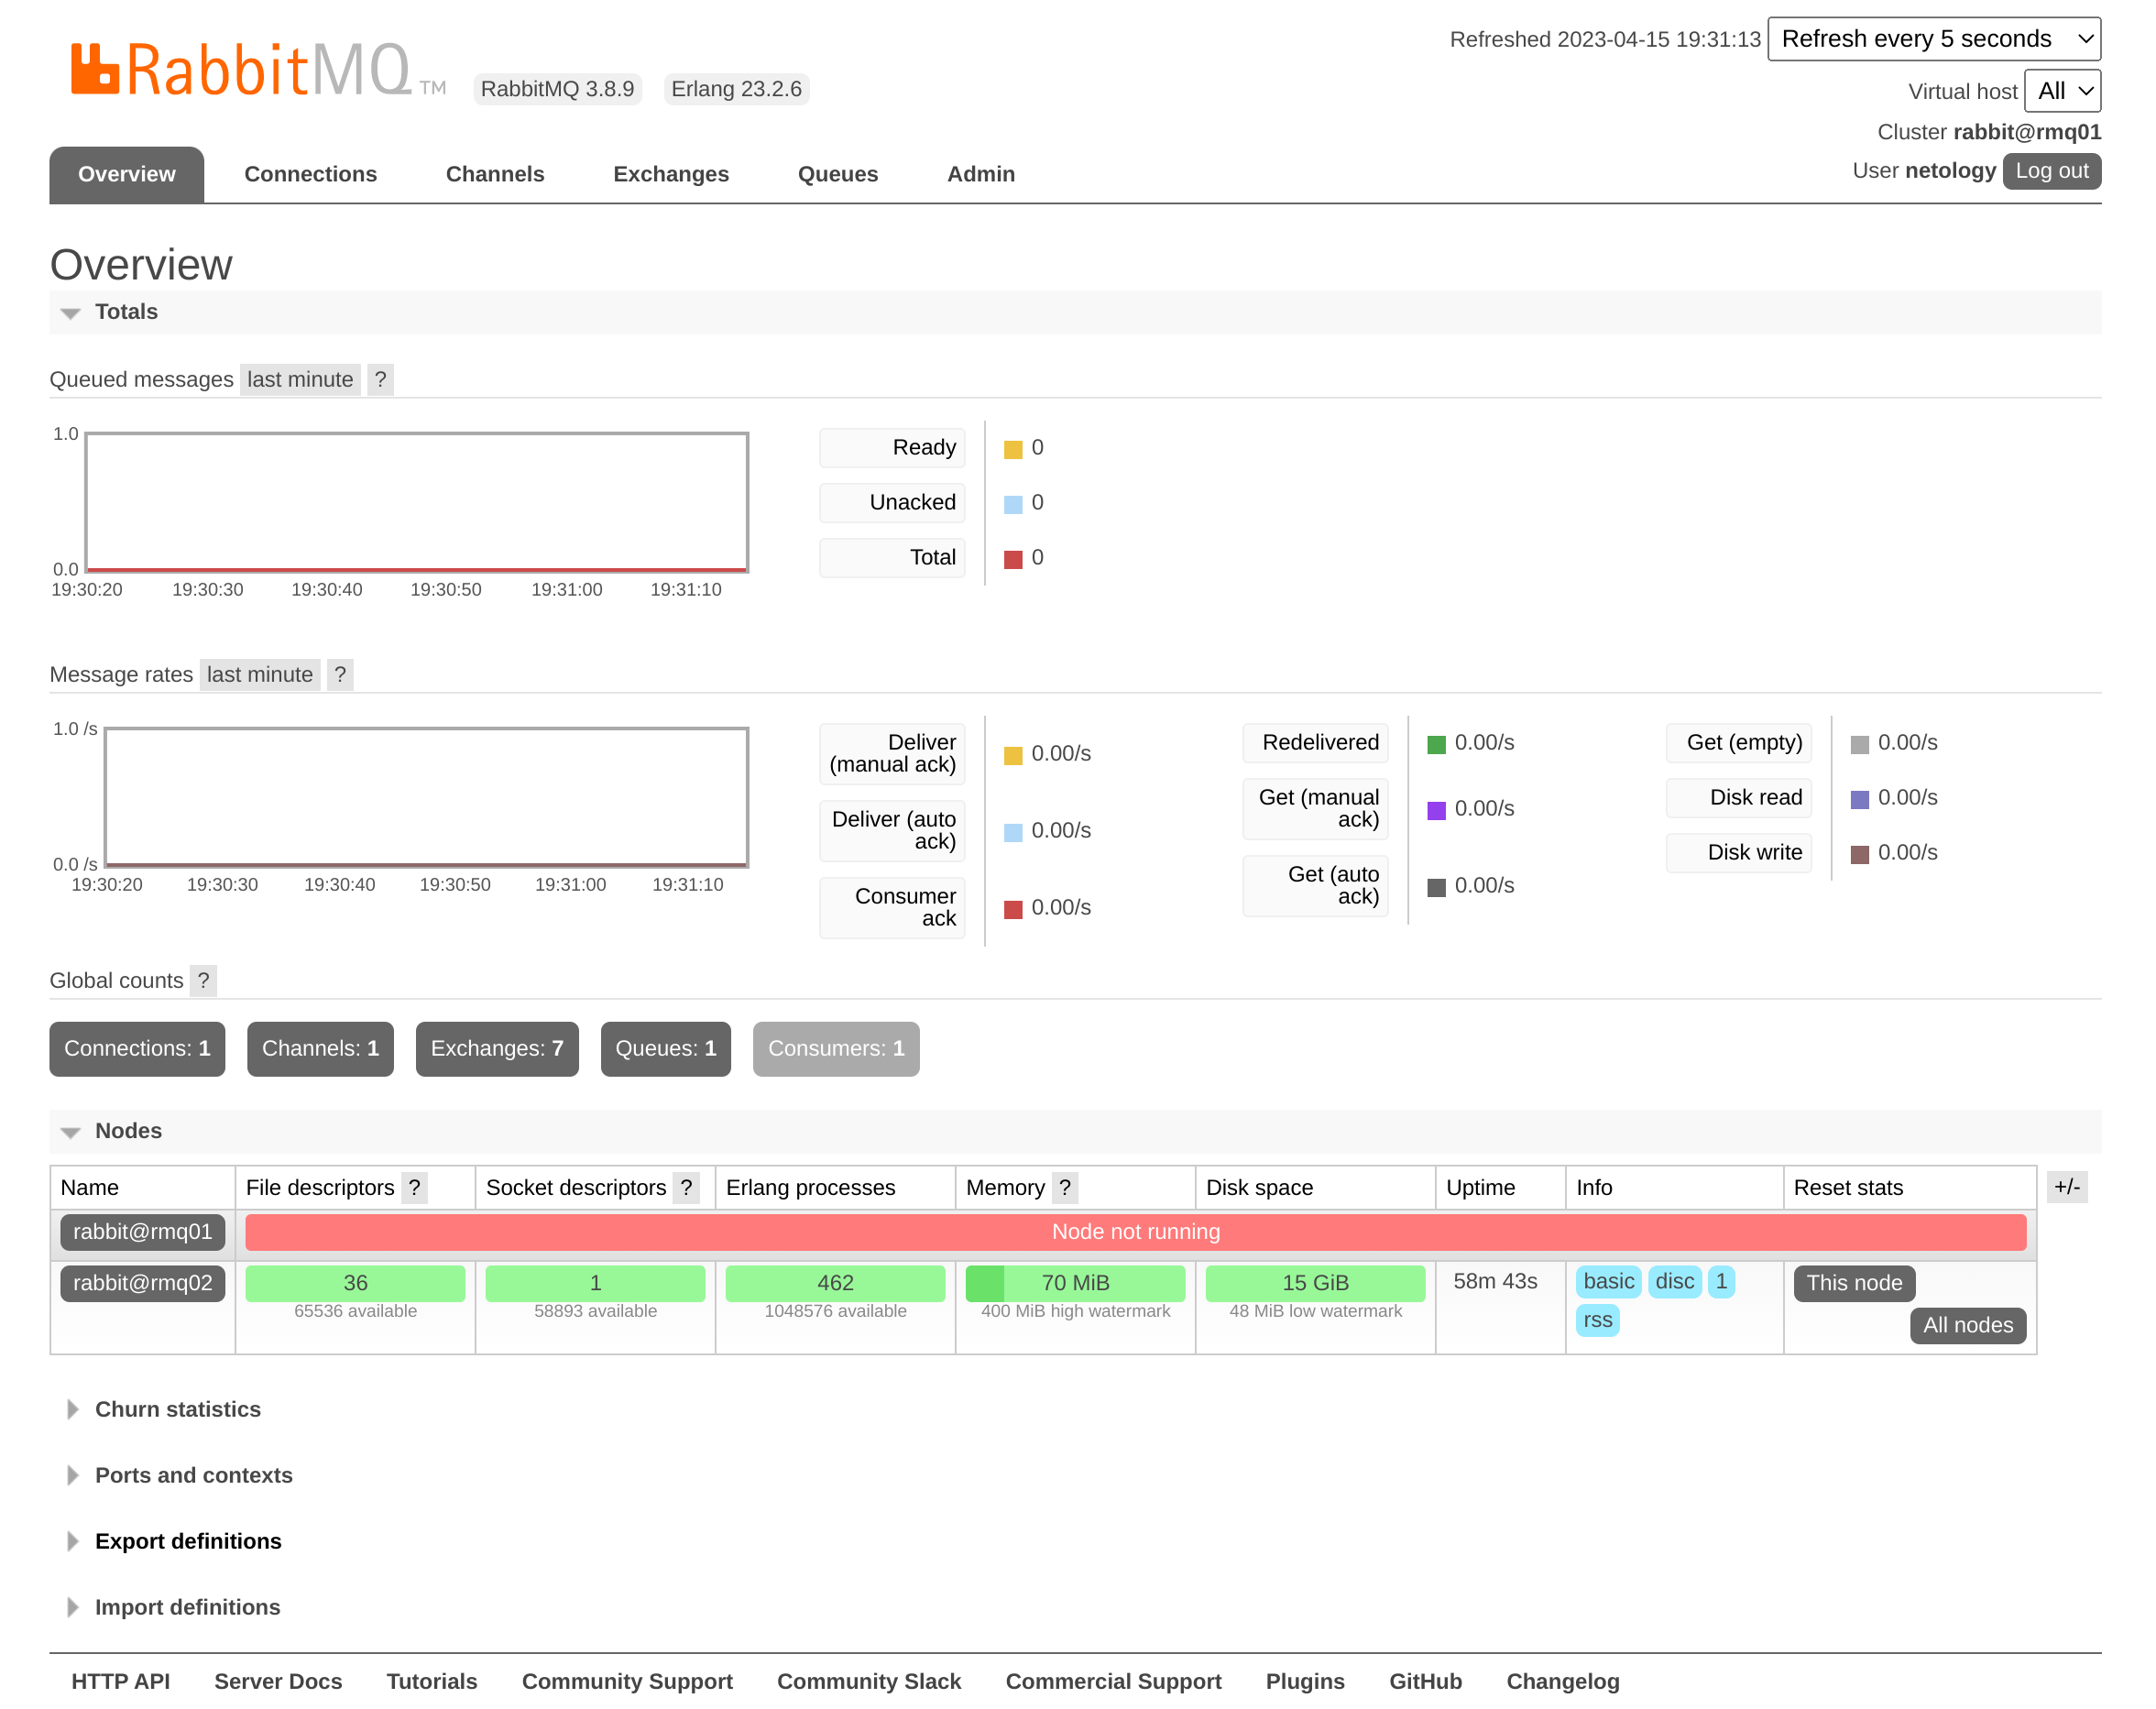 RabbitMQ TM RabbitMQ 3.8.9 Erlang 23.2.6
Refreshed 2023-04-15 19:31:13 Refresh every 5 seconds
Virtual host All
Cluster rabbit@rmq01
User netology Log out
Overview Connections Channels Exchanges Queues Admin
Overview
Totals
Queued messages last minute ?
1.0
0.0
19:30:20 19:30:30 19:30:40 19:30:50 19:31:00 19:31:10
Ready 0
Unacked 0
Total 0
Message rates last minute ?
1.0 /s
0.0 /s
19:30:20 19:30:30 19:30:40 19:30:50 19:31:00 19:31:10
Deliver
(manual ack) 0.00/s
Deliver (auto
ack) 0.00/s
Consumer
ack 0.00/s
Redelivered 0.00/s
Get (manual
ack) 0.00/s
Get (auto
ack) 0.00/s
Get (empty) 0.00/s
Disk read 0.00/s
Disk write 0.00/s
Global counts ?
Connections: 1 Channels: 1 Exchanges: 7 Queues: 1 Consumers: 1
Nodes
Name File descriptors ? Socket descriptors ? Erlang processes Memory ? Disk space Uptime Info Reset stats +/-
rabbit@rmq01 Node not running
rabbit@rmq02 36 1 462 70 MiB 15 GiB 58m 43s basic disc 1 This node
65536 available 58893 available 1048576 available 400 MiB high watermark 48 MiB low watermark rss All nodes
Churn statistics
Ports and contexts
Export definitions
Import definitions
HTTP API Server Docs Tutorials Community Support Community Slack Commercial Support Plugins GitHub Changelog